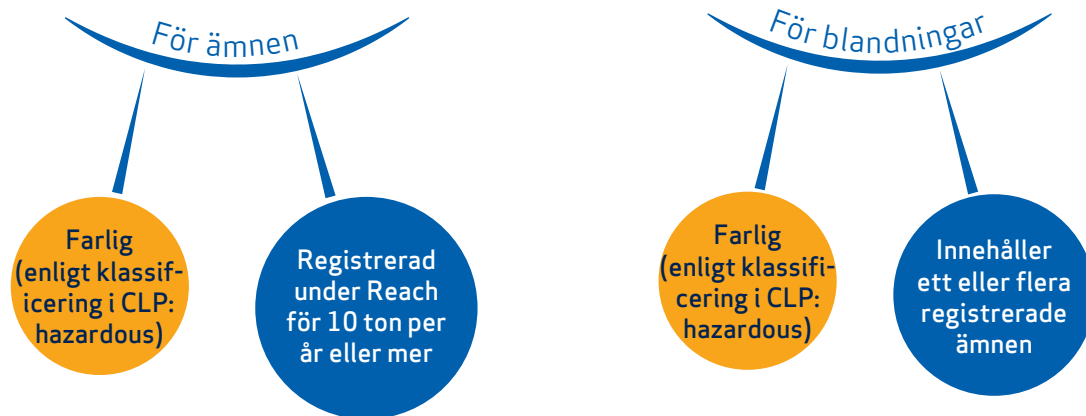 För ämnen
Farlig
(enligt klassif-
icering i CLP:
hazardous)
Registrerad
under Reach
för 10 ton per
år eller mer
För blandningar
Farlig
(enligt klassifi-
cering i CLP:
hazardous)
Innehåller
ett eller flera
registrerade
ämnen